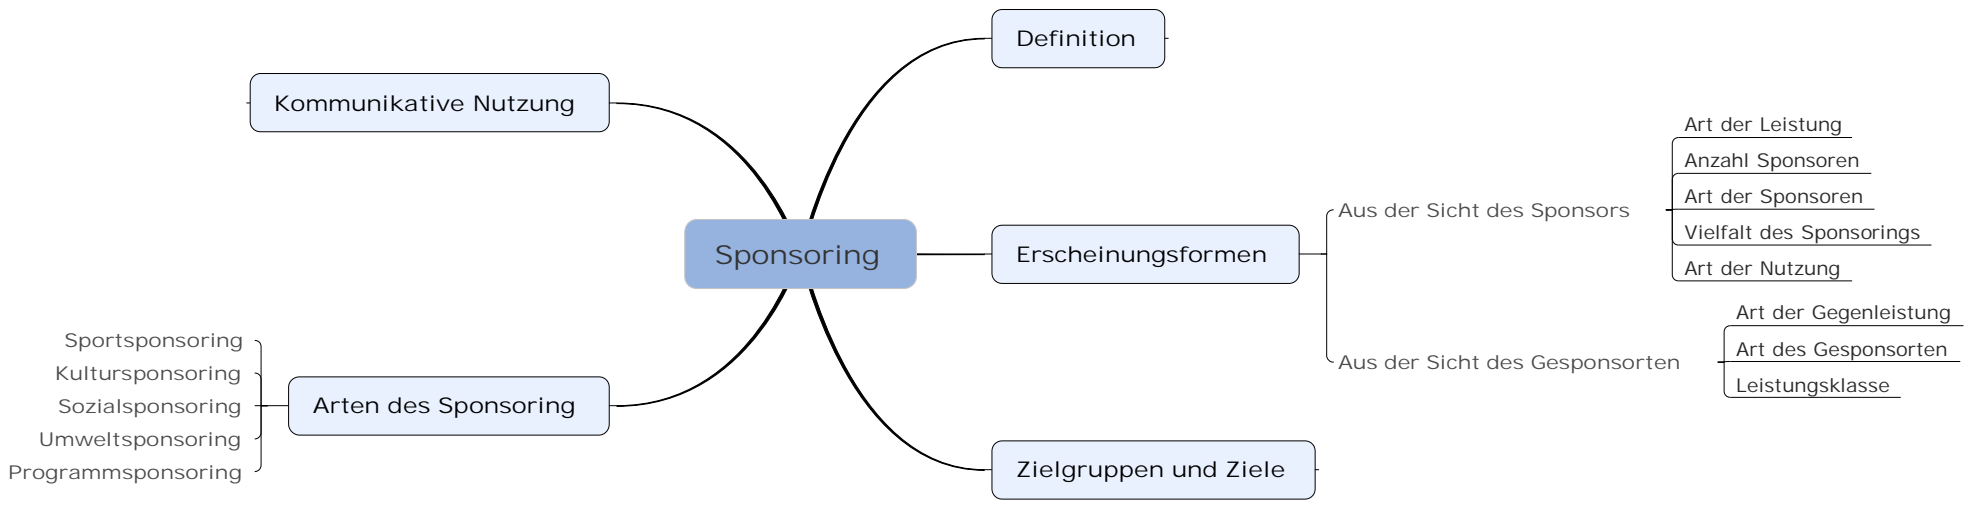 Definition
Kommunikative Nutzung
Art der Leistung
Anzahl Sponsoren
Art der Sponsoren
Aus der Sicht des Sponsors
Vielfalt des Sponsorings
Art der Nutzung
Sponsoring
Erscheinungsformen
Art der Gegenleistung
Art des Gesponsorten
Aus der Sicht des Gesponsorten
Leistungsklasse
Sportsponsoring
Kultursponsoring
Sozialsponsoring
Arten des Sponsoring
Umweltsponsoring
Programmsponsoring
Zielgruppen und Ziele